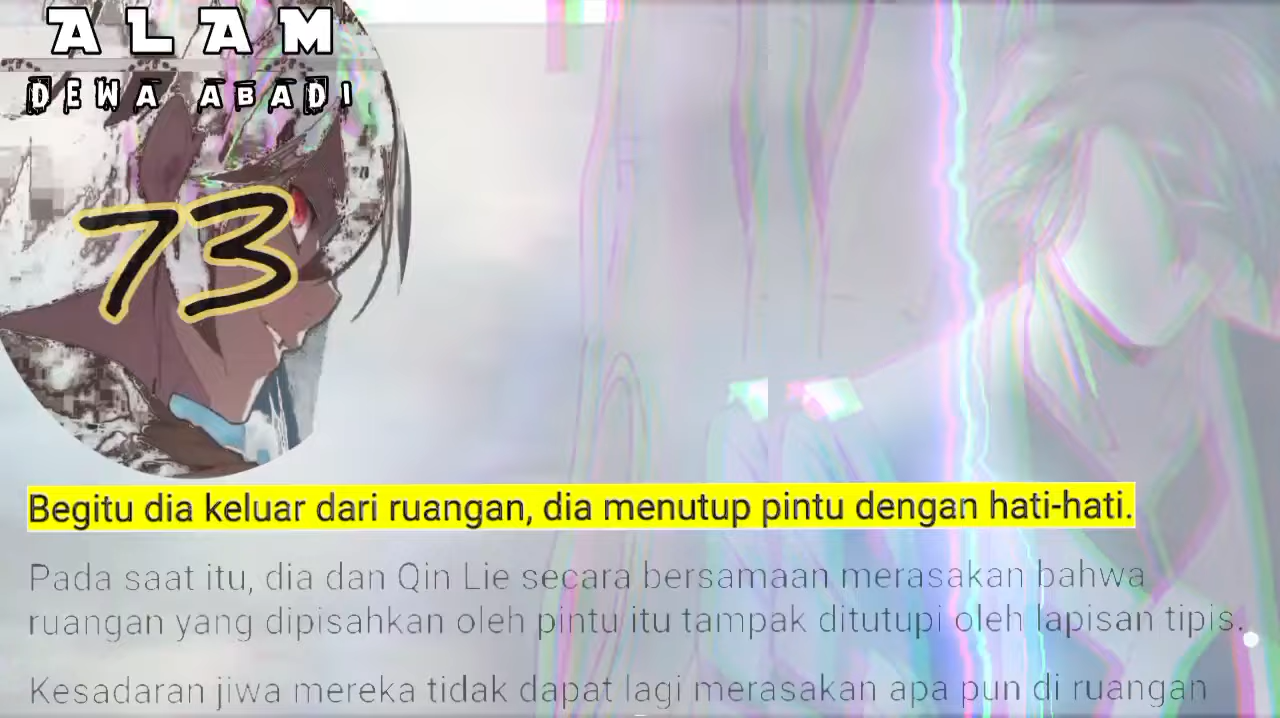 ALAM
DEWA ABADI
73
Begitu dia keluar dari ruangan, dia menutup pintu dengan hati-hati.
Pada saat itu, dia dan Qin Lie secara bersamaan merasakan bahwa
ruangan yang dipisahkan oleh pintu itu tampak ditutupi oleh lapisan tipis.
Kesadaran jiwa mereka tidak dapat lagi merasakan apa pun di ruangan